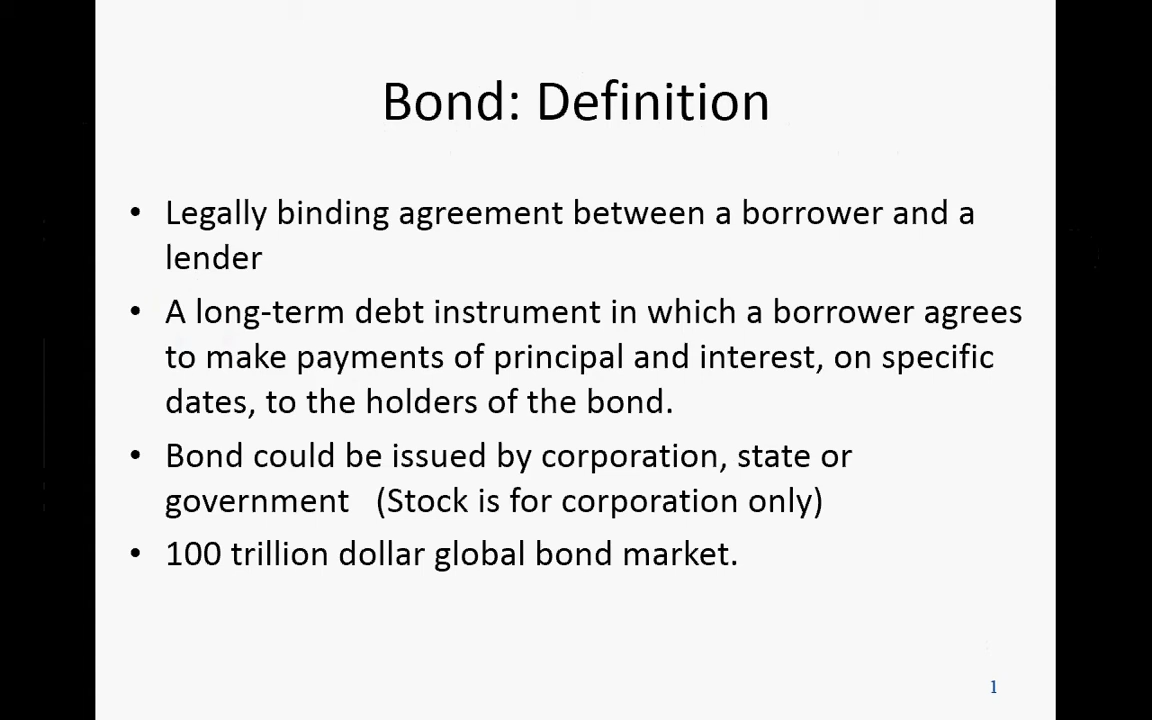 Bond: Definition
• Legally binding agreement between a borrower and a
lender
• A long-term debt instrument in which a borrower agrees
to make payments of principal and interest, on specific
dates, to the holders of the bond.
• Bond could be issued by corporation, state or
government (Stock is for corporation only)
• 100 trillion dollar global bond market.
1